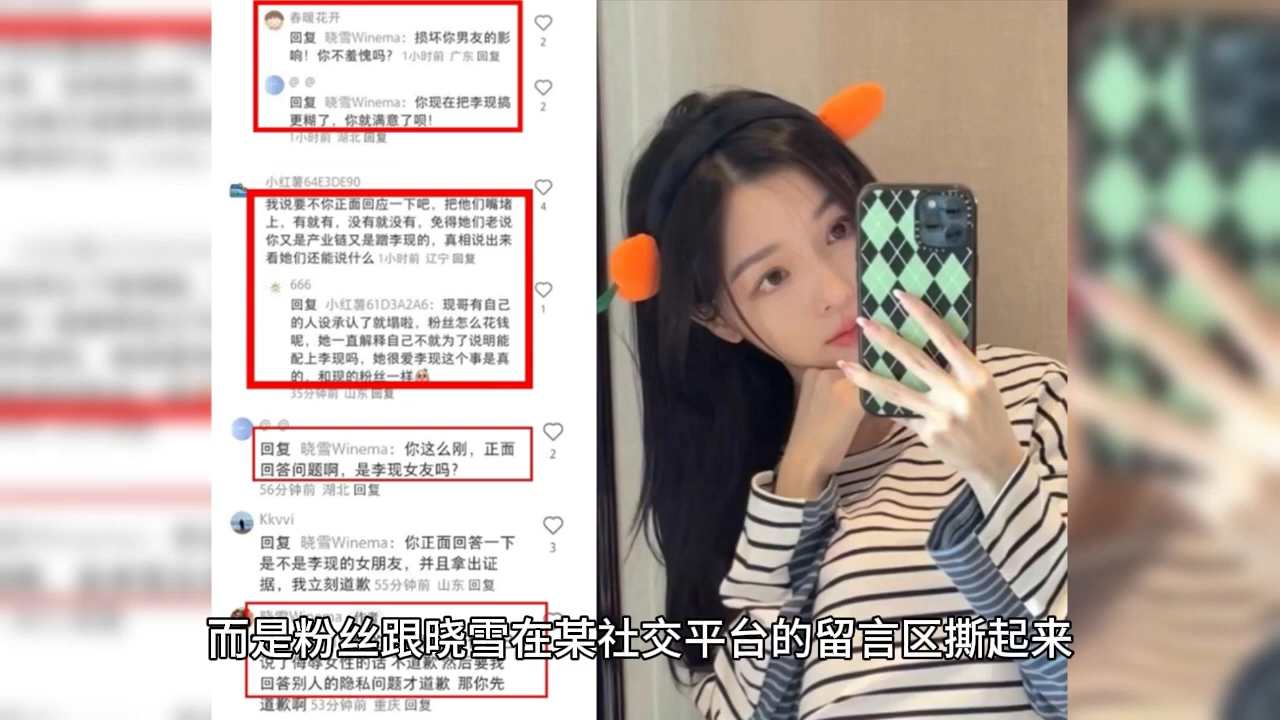 春暖花开
回复 晓雪Winema：损坏你男友的影
响！你不羞愧吗？ 1小时前 广东 回复
2
@ @
回复 晓雪Winema：你现在把李现搞
更糊了，你就满意了呗！
1小时前 湖北 回复
2
小红薯64E3DE90
我说要不你正面回应一下吧，把他们嘴堵
上，有就有，没有就没有，免得她们老说
你又是产业链又是蹭李现的，真相说出来
看她们还能说什么 1小时前 辽宁 回复
4
666
回复 小红薯61D3A2A6：现哥有自己
的人设承认了就塌啦，粉丝怎么花钱
呢，她一直解释自己不就为了说明能
配上李现吗，她很爱李现这个事是真
的，和现的粉丝一样
35分钟前 山东 回复
1
@ @
回复 晓雪Winema：你这么刚，正面
回答问题啊，是李现女友吗？
56分钟前 湖北 回复
2
Kkvvi
回复 晓雪Winema：你正面回答一下
是不是李现的女朋友，并且拿出证
据，我立刻道歉 55分钟前 山东 回复
3
晓雪Winema 作者
而是粉丝跟晓雪在某社交平台的留言区撕起来
说了侮辱女性的话 不道歉 然后要我
回答别人的隐私问题才道歉 那你先
道歉啊 53分钟前 重庆 回复